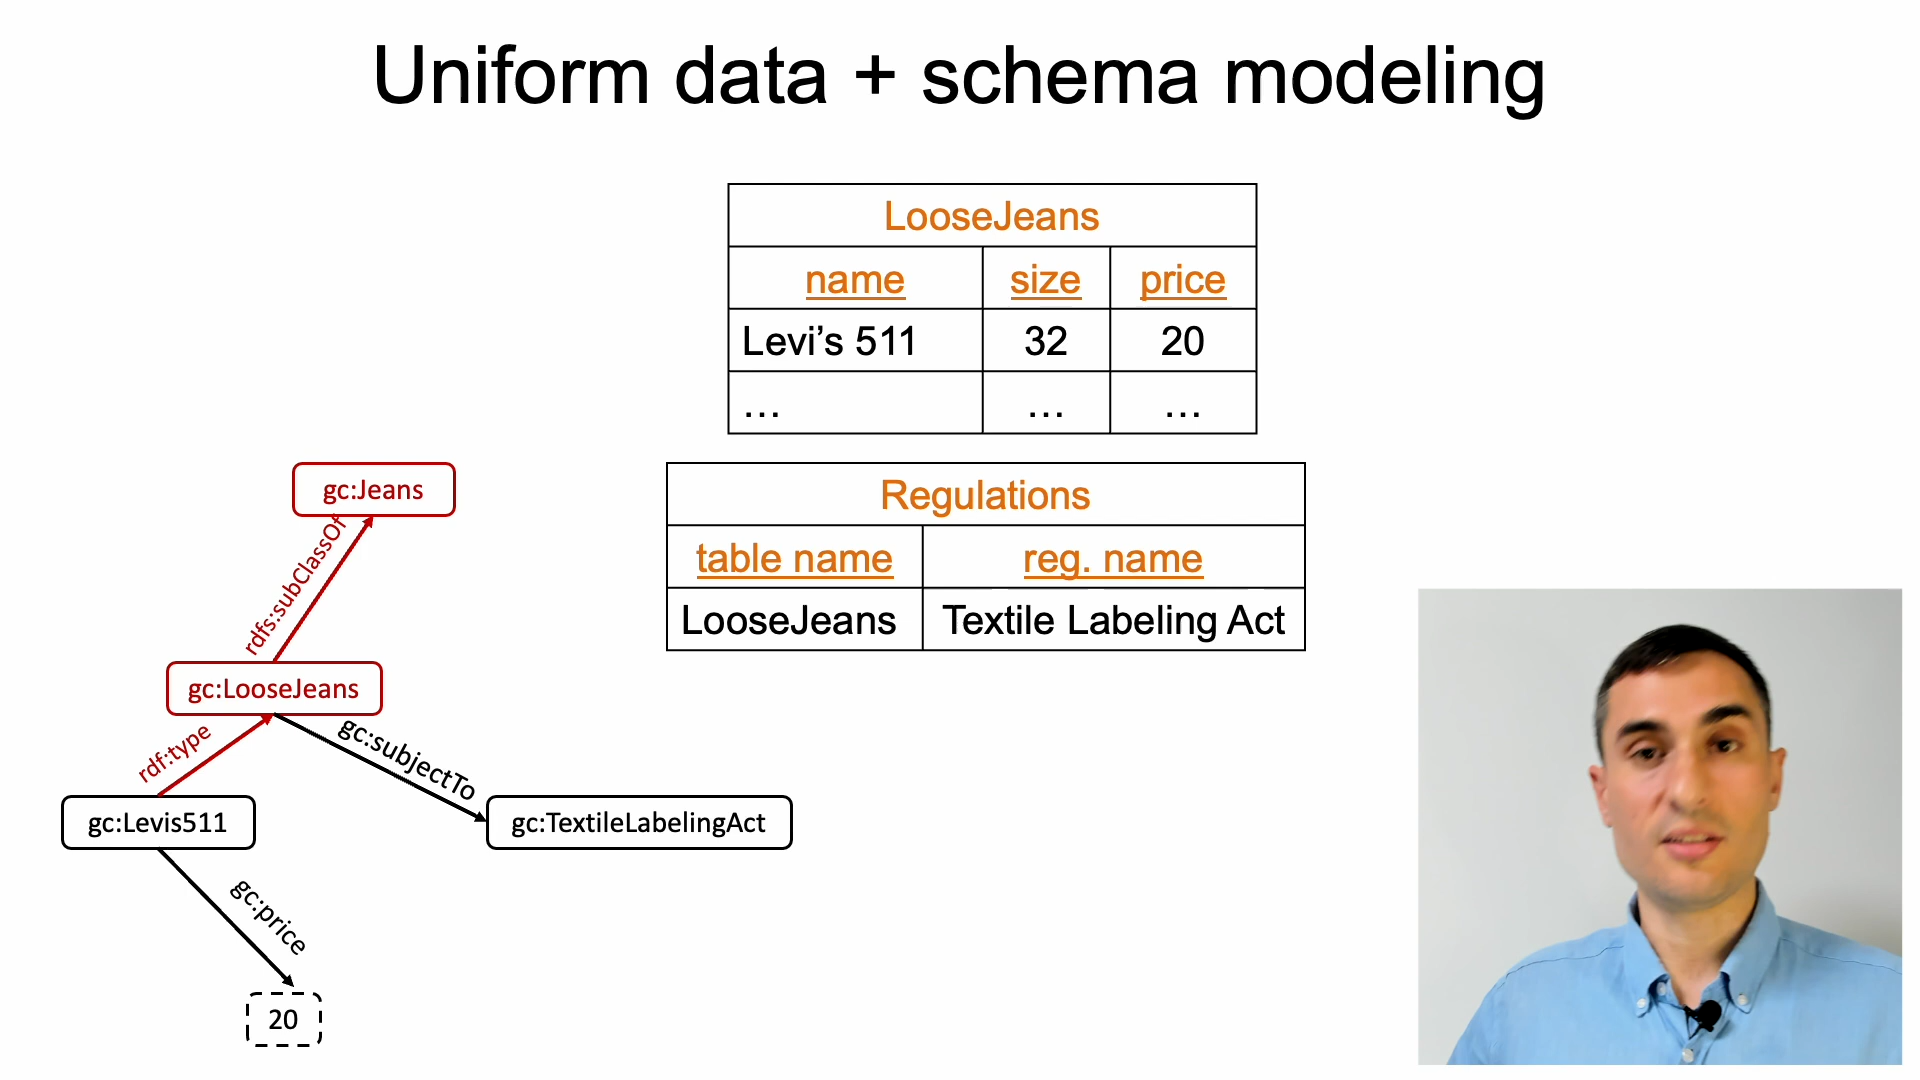 Uniform data + schema modeling
LooseJeans
name size price
Levi’s 511 32 20
… … …
Regulations
table name reg. name
LooseJeans Textile Labeling Act
gc:Jeans
rdfs:subClassOf
gc:LooseJeans
rdf:type
gc:subjectTo
gc:Levis511
gc:TextileLabelingAct
gc:price
20